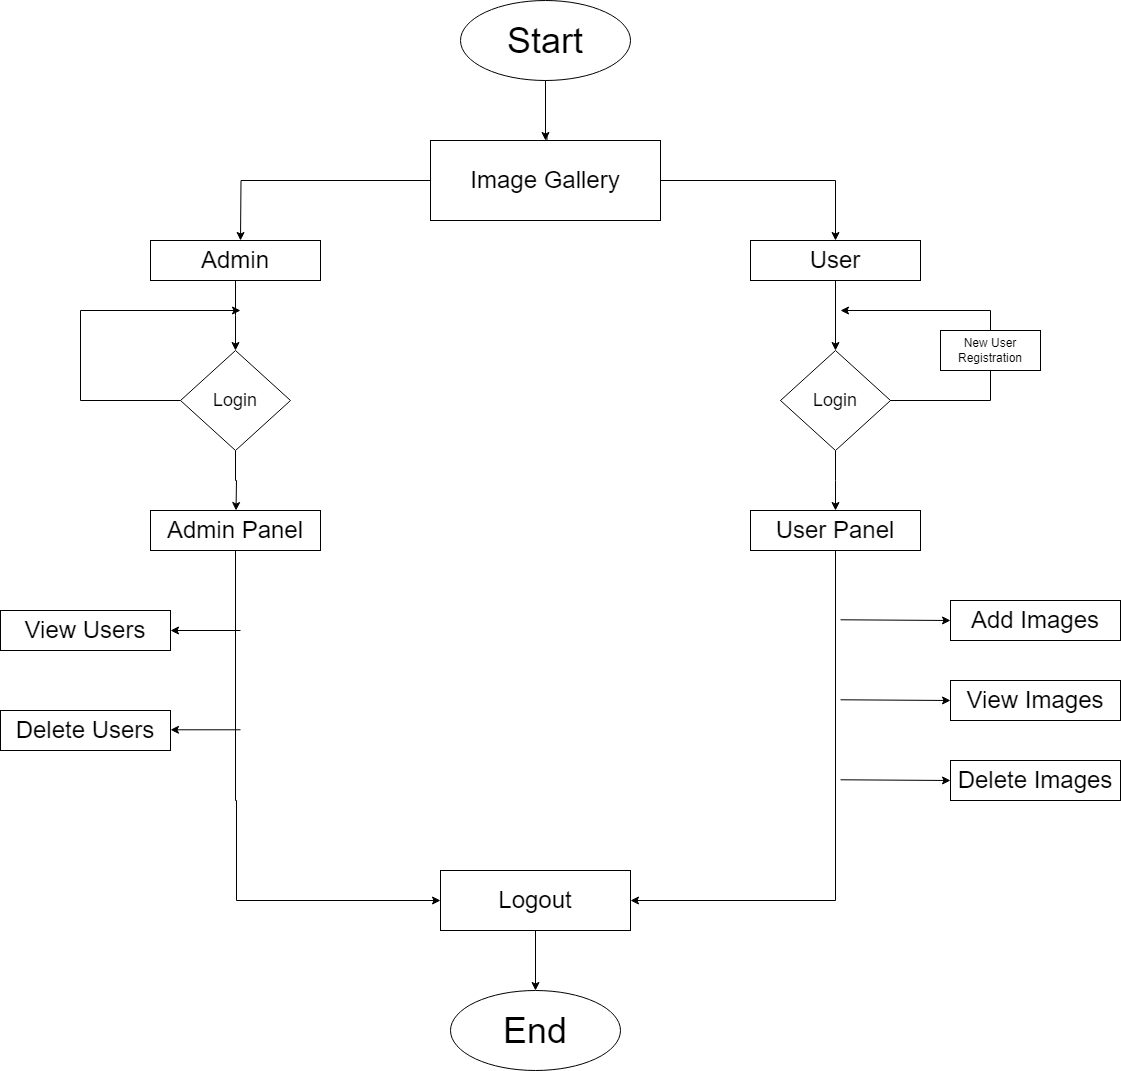 Start
Image Gallery
Admin
User
New User
Registration
Login
Login
Admin Panel
User Panel
View Users
Add Images
View Images
Delete Users
Delete Images
Logout
End